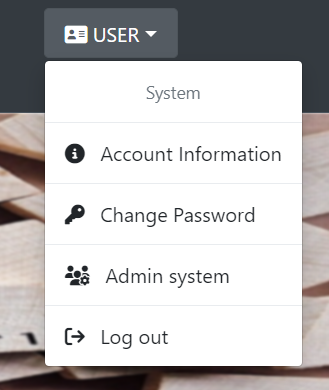 USER
System
Account Information
Change Password
Admin system
Log out